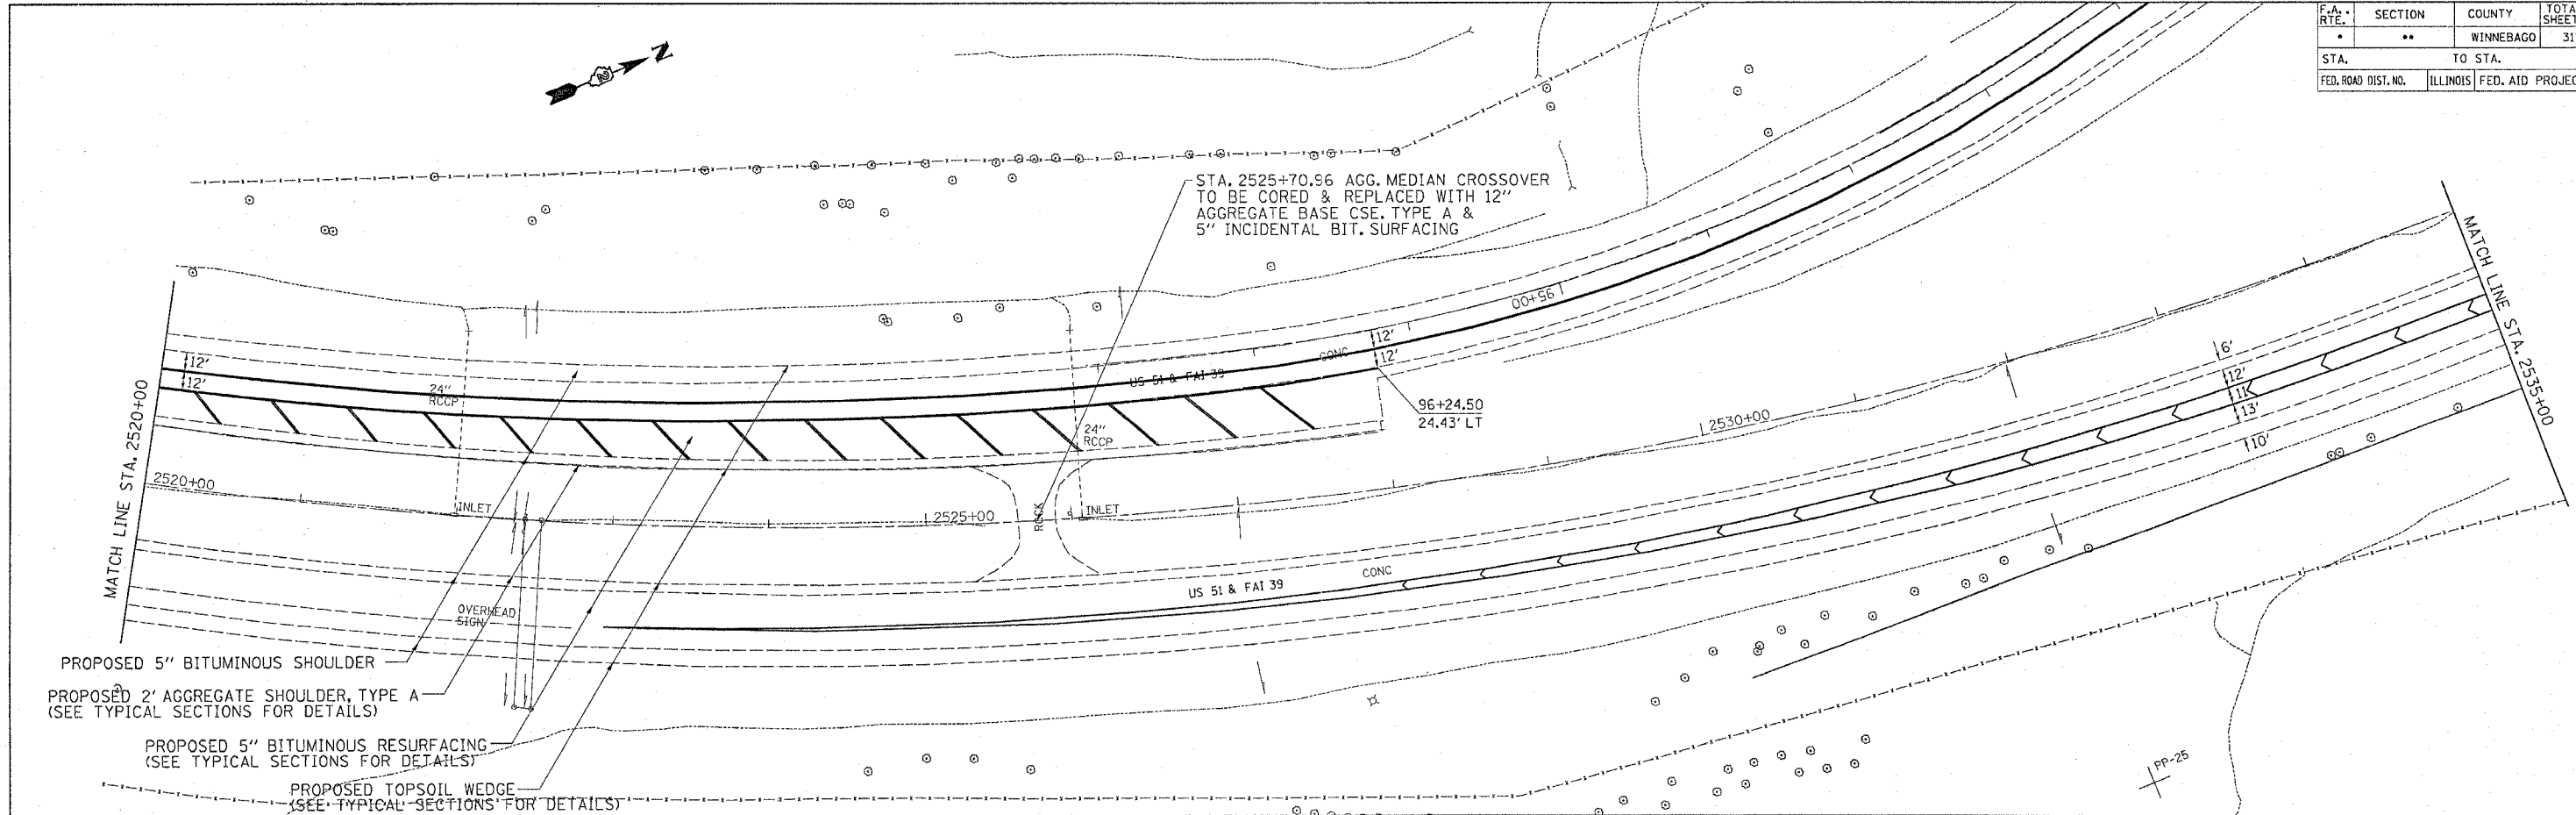 F.A.
RTE.
SECTION
COUNTY
TOTA
SHEET
•
••
WINNEBAGO
31
STA.
TO STA.
FED. ROAD DIST. NO.
ILLINOIS
FED. AID PROJEC
N
STA. 2525+70.96 AGG. MEDIAN CROSSOVER
TO BE CORED & REPLACED WITH 12"
AGGREGATE BASE CSE. TYPE A &
5" INCIDENTAL BIT. SURFACING
MATCH LINE STA. 2520+00
12'
12'
24"
RCCP
US 51 & FAI 39
CONC
12'
12'
95+00
96+24.50
24.43' LT
24"
RCCP
2520+00
INLET
2525+00
ROCK
INLET
2530+00
6'
12'
11'
13'
10'
MATCH LINE STA. 2535+00
US 51 & FAI 39
CONC
OVERHEAD
SIGN
PROPOSED 5" BITUMINOUS SHOULDER
PROPOSED 2' AGGREGATE SHOULDER, TYPE A
(SEE TYPICAL SECTIONS FOR DETAILS)
PROPOSED 5" BITUMINOUS RESURFACING
(SEE TYPICAL SECTIONS FOR DETAILS)
PROPOSED TOPSOIL WEDGE
(SEE TYPICAL SECTIONS FOR DETAILS)
PP-25